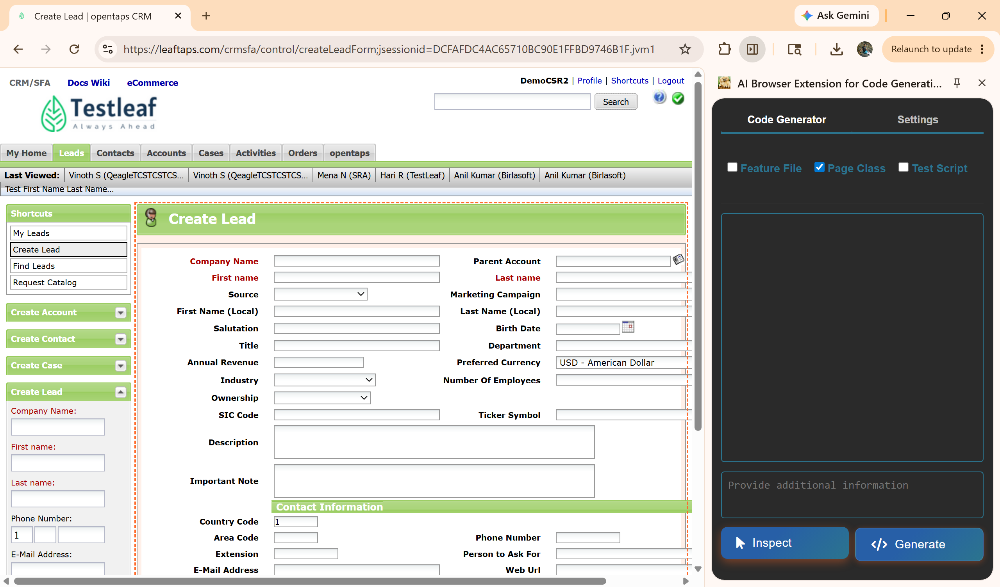 Create Lead | opentaps CRM
Ask Gemini
https://leaftaps.com/crmsfa/control/createLeadForm;jsessionid=DCFAFDC4AC65710BC90E1FFBD9746B1F.jvm1
Relaunch to update
CRM/SFA Docs Wiki eCommerce
DemoCSR2 | Profile | Shortcuts | Logout
Testleaf
Always Ahead
Search
My Home Leads Contacts Accounts Cases Activities Orders opentaps
Last Viewed: Vinoth S (QeagleTCSTCSTCS... Vinoth S (QeagleTCSTCSTCS... Mena N (SRA) Hari R (TestLeaf) Anil Kumar (Birlasoft) Anil Kumar (Birlasoft)
Test First Name Last Name...
Shortcuts
My Leads
Create Lead
Find Leads
Request Catalog
Create Account
Create Contact
Create Case
Create Lead
Company Name:
First name:
Last name:
Phone Number:
1
E-Mail Address:
Create Lead
Company Name Parent Account
First name Last name
Source Marketing Campaign
First Name (Local) Last Name (Local)
Salutation Birth Date
Title Department
Annual Revenue Preferred Currency USD - American Dollar
Industry Number Of Employees
Ownership
SIC Code Ticker Symbol
Description
Important Note
Contact Information
Country Code 1
Area Code Phone Number
Extension Person to Ask For
E-Mail Address Web Url
AI Browser Extension for Code Generati...
Code Generator Settings
Feature File Page Class Test Script
Provide additional information
Inspect
</> Generate